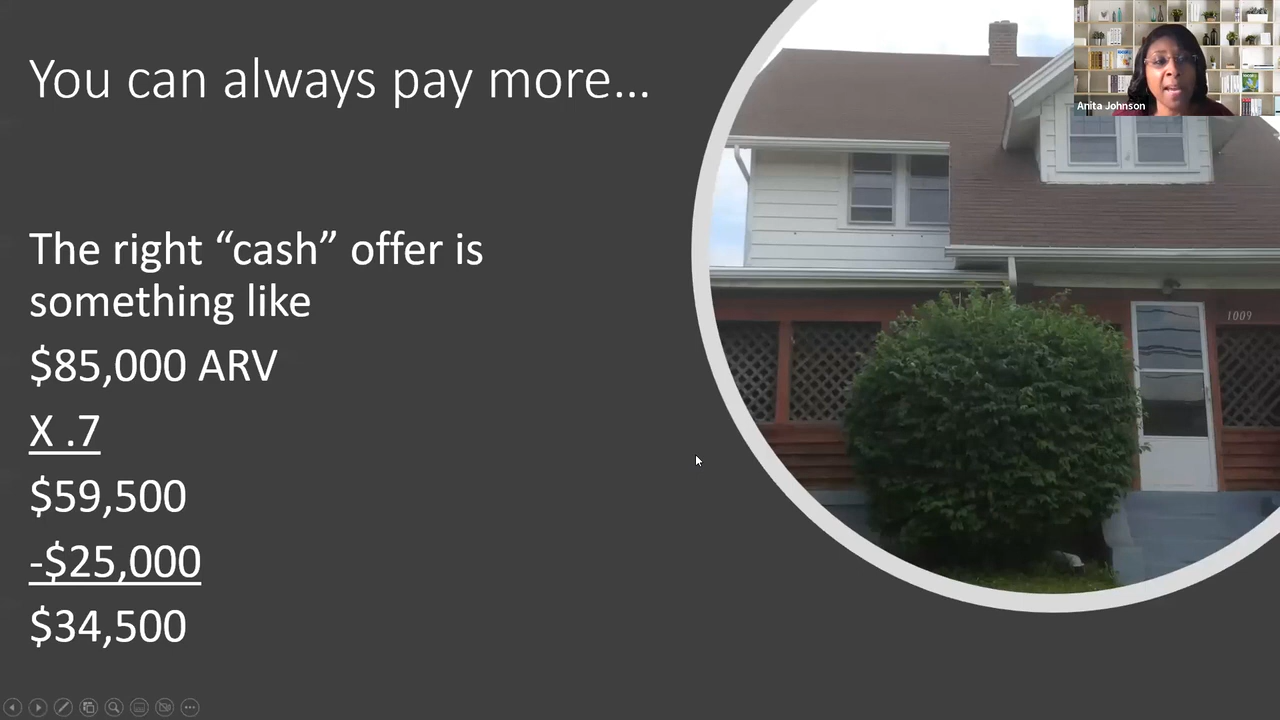 You can always pay more...
Anita Johnson
The right “cash” offer is
something like
$85,000 ARV
X .7
$59,500
-$25,000
$34,500
1009